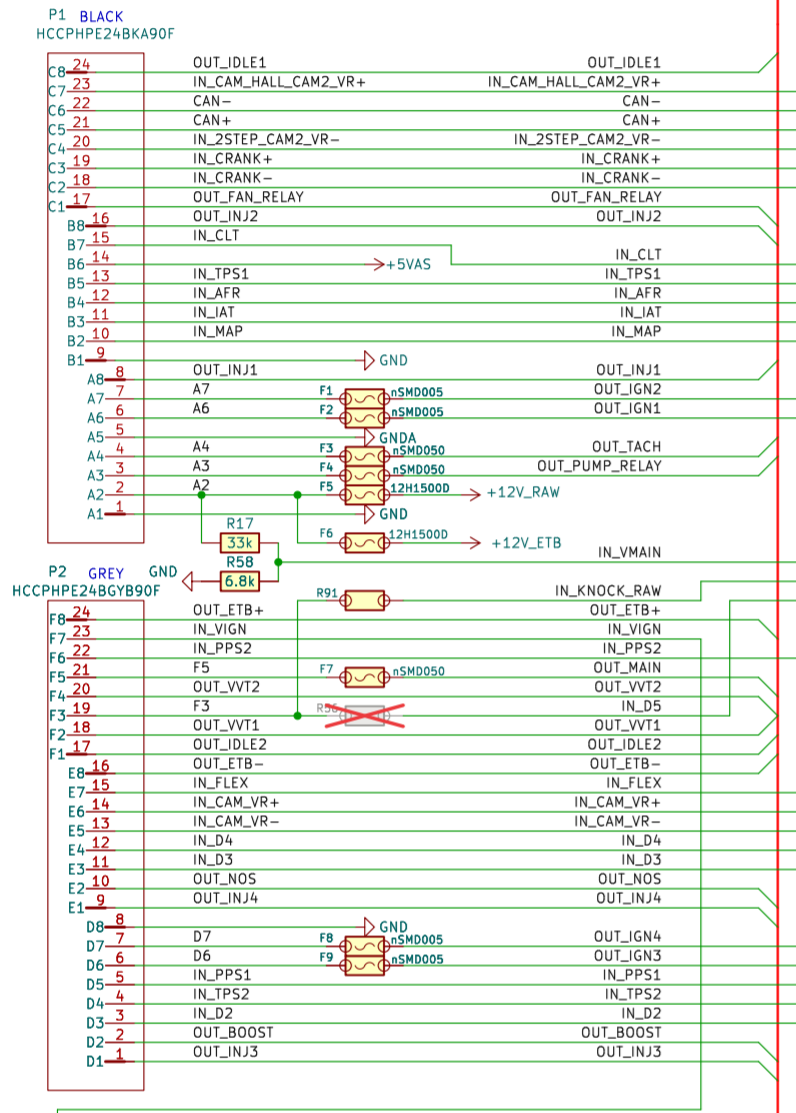 P1 BLACK
HCCPHPE24BKA90F
C8 24 OUT_IDLE1 OUT_IDLE1
C7 23 IN_CAM_HALL_CAM2_VR+ IN_CAM_HALL_CAM2_VR+
C6 22 CAN- CAN-
C5 21 CAN+ CAN+
C4 20 IN_2STEP_CAM2_VR- IN_2STEP_CAM2_VR-
C3 19 IN_CRANK+ IN_CRANK+
C2 18 IN_CRANK- IN_CRANK-
C1 17 OUT_FAN_RELAY OUT_FAN_RELAY
B8 16 OUT_INJ2 OUT_INJ2
B7 15 IN_CLT IN_CLT
B6 14 +5VAS
B5 13 IN_TPS1 IN_TPS1
B4 12 IN_AFR IN_AFR
B3 11 IN_IAT IN_IAT
B2 10 IN_MAP IN_MAP
B1 9 GND
A8 8 OUT_INJ1 OUT_INJ1
A7 7 A7 F1 nSMD005 OUT_IGN2
A6 6 A6 F2 nSMD005 OUT_IGN1
A5 5 GNDA
A4 4 A4 F3 nSMD050 OUT_TACH
A3 3 A3 F4 nSMD050 OUT_PUMP_RELAY
A2 2 A2 F5 12H1500D +12V_RAW
A1 1 GND
R17
33k F6 12H1500D +12V_ETB
R58 IN_VMAIN
GND 6.8k
P2 GREY
HCCPHPE24BGYB90F
R91 IN_KNOCK_RAW
F8 24 OUT_ETB+ OUT_ETB+
F7 23 IN_VIGN IN_VIGN
F6 22 IN_PPS2 IN_PPS2
F5 21 F5 F7 nSMD050 OUT_MAIN
F4 20 OUT_VVT2 OUT_VVT2
F3 19 F3 IN_D5
F2 18 OUT_VVT1 OUT_VVT1
F1 17 OUT_IDLE2 OUT_IDLE2
E8 16 OUT_ETB- OUT_ETB-
E7 15 IN_FLEX IN_FLEX
E6 14 IN_CAM_VR+ IN_CAM_VR+
E5 13 IN_CAM_VR- IN_CAM_VR-
E4 12 IN_D4 IN_D4
E3 11 IN_D3 IN_D3
E2 10 OUT_NOS OUT_NOS
E1 9 OUT_INJ4 OUT_INJ4
D8 8 GND
D7 7 D7 F8 nSMD005 OUT_IGN4
D6 6 D6 F9 nSMD005 OUT_IGN3
D5 5 IN_PPS1 IN_PPS1
D4 4 IN_TPS2 IN_TPS2
D3 3 IN_D2 IN_D2
D2 2 OUT_BOOST OUT_BOOST
D1 1 OUT_INJ3 OUT_INJ3